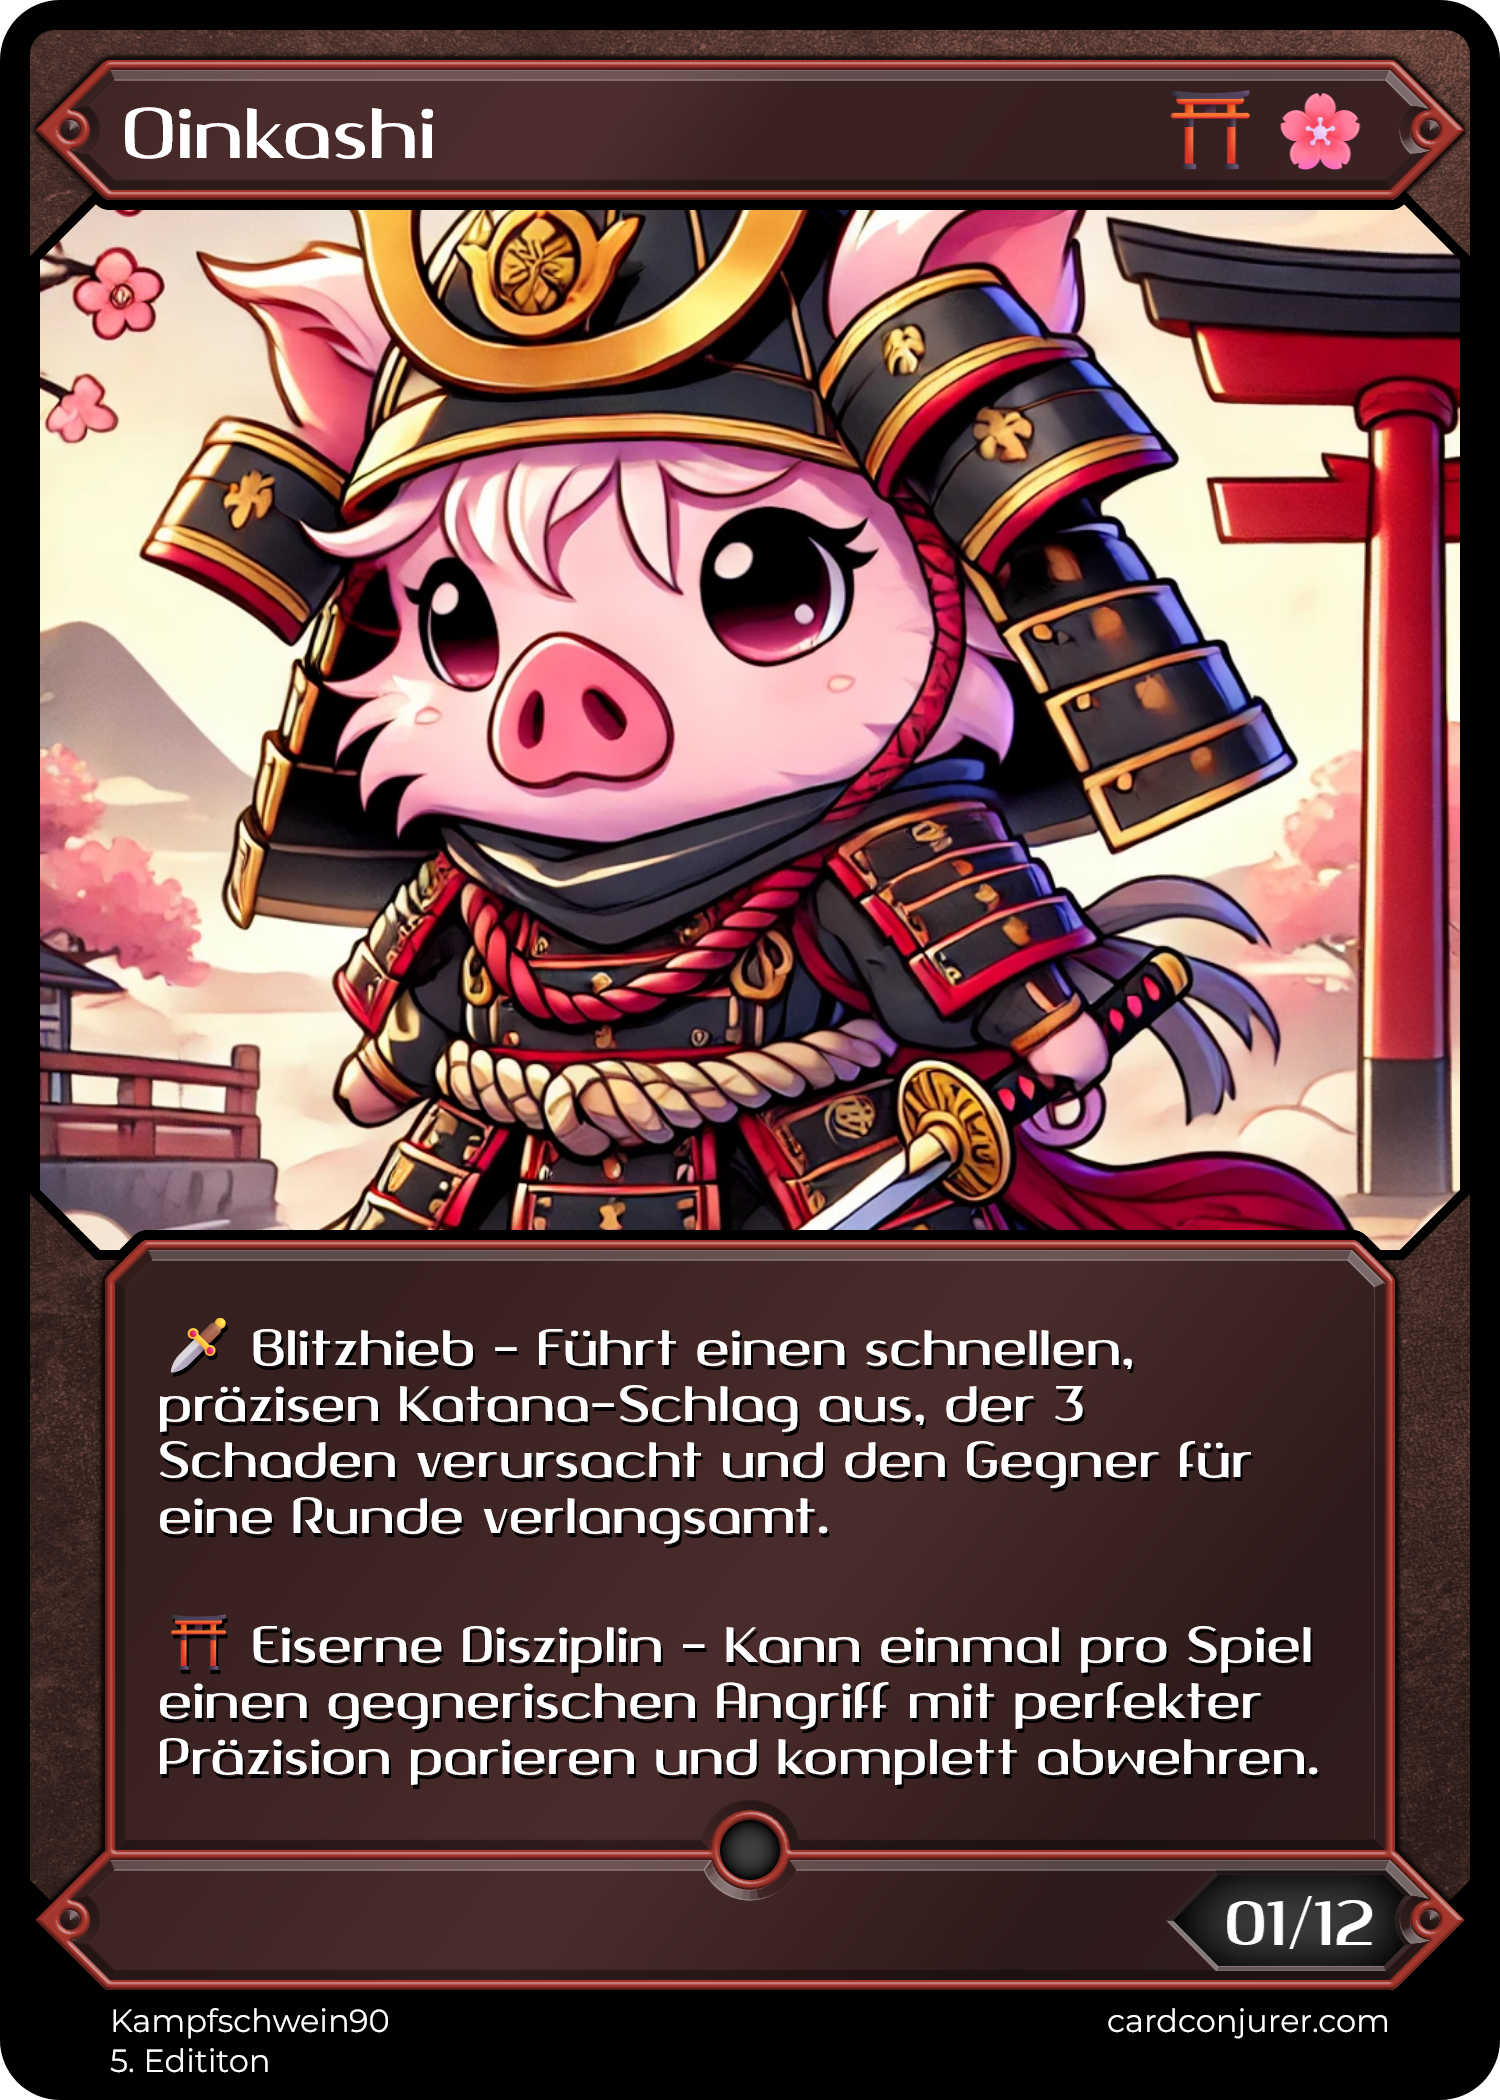 Oinkashi
Blitzhieb - Führt einen schnellen,
präzisen Katana-Schlag aus, der 3
Schaden verursacht und den Gegner für
eine Runde verlangsamt.
Eiserne Disziplin - Kann einmal pro Spiel
einen gegnerischen Angriff mit perfekter
Präzision parieren und komplett abwehren.
01/12
Kampfschwein90
cardconjurer.com
5. Edititon